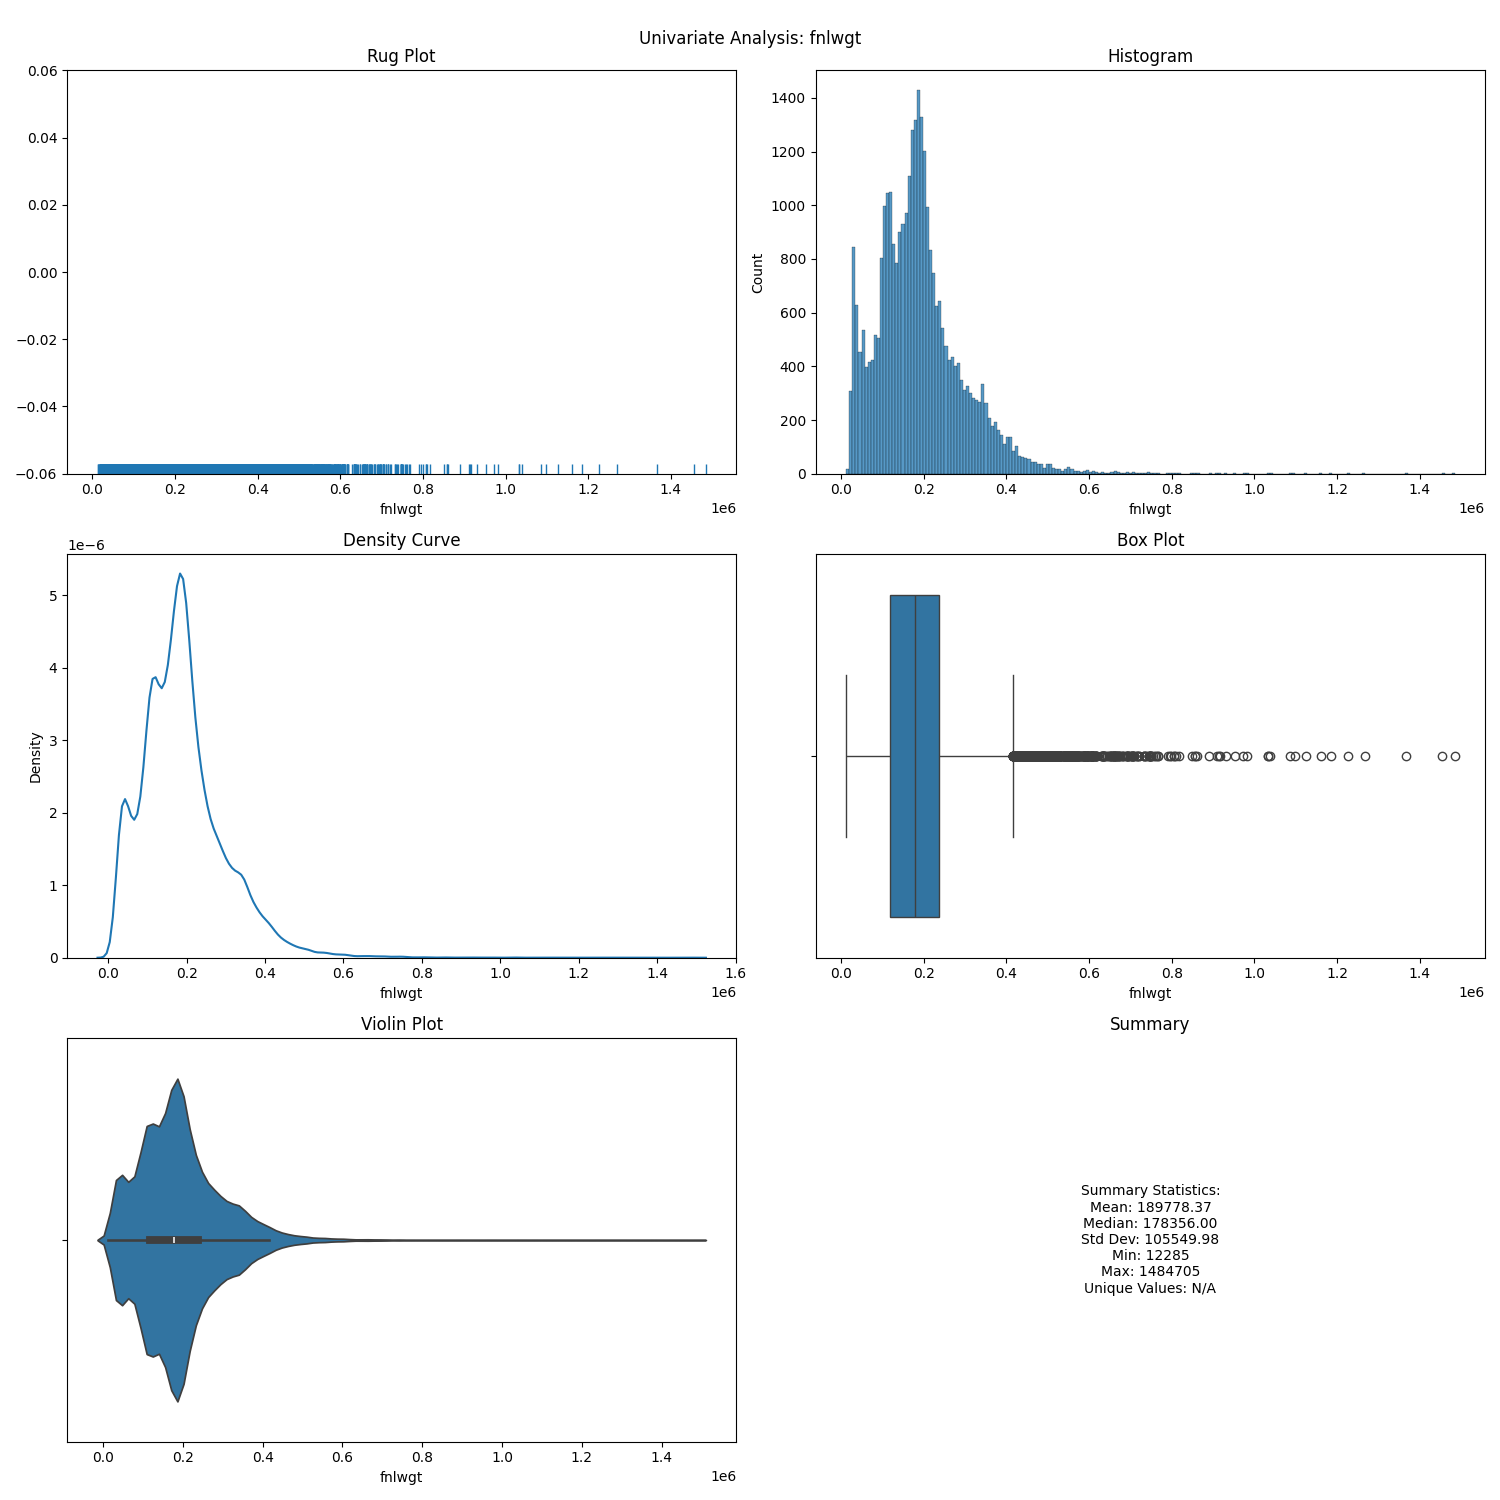 Univariate Analysis: fnlwgt
Rug Plot
0.06
0.04
0.02
0.00
−0.02
−0.04
−0.06
0.0 0.2 0.4 0.6 0.8 1.0 1.2 1.4
1e6
fnlwgt
Histogram
Count
1400
1200
1000
800
600
400
200
0
0.0 0.2 0.4 0.6 0.8 1.0 1.2 1.4
1e6
fnlwgt
Density Curve
1e−6
Density
5
4
3
2
1
0
0.0 0.2 0.4 0.6 0.8 1.0 1.2 1.4 1.6
1e6
fnlwgt
Box Plot
0.0 0.2 0.4 0.6 0.8 1.0 1.2 1.4
1e6
fnlwgt
Violin Plot
0.0 0.2 0.4 0.6 0.8 1.0 1.2 1.4
1e6
fnlwgt
Summary
Summary Statistics:
Mean: 189778.37
Median: 178356.00
Std Dev: 105549.98
Min: 12285
Max: 1484705
Unique Values: N/A